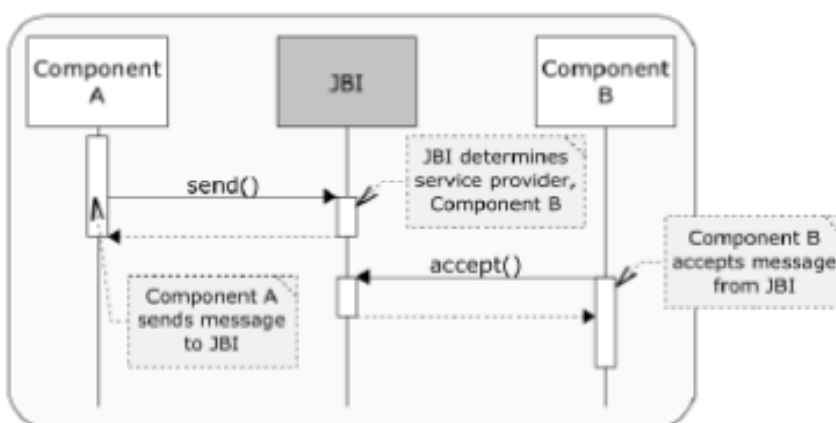 Component
A
JBI
Component
B
JBI determines
service provider,
Component B
send()
Component B
accepts message
from JBI
accept()
Component A
sends message
to JBI